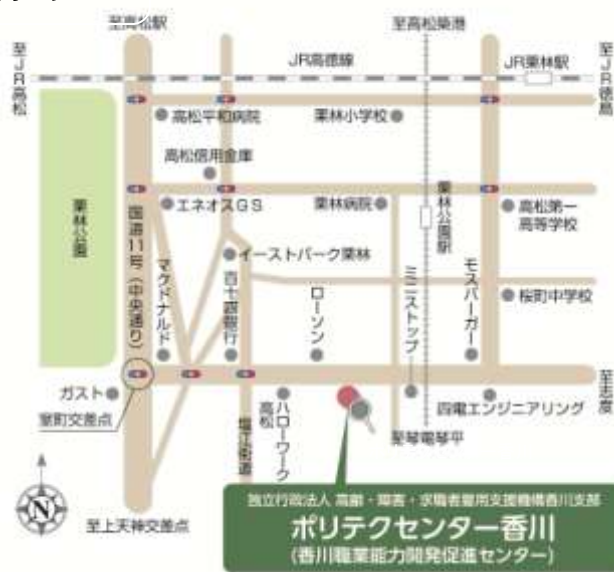 至高松駅
至高松築港
至JR高松
JR高徳線
JR栗林駅
至JR徳島
高松平和病院
栗林小学校
高松信用金庫
栗林公園
国道11号(中央通り)
エネオスGS
栗林病院
栗林公園駅
高松第一
高等学校
イーストパーク栗林
マクドナルド
百十四銀行
ローソン
ミニストップ
モスバーガー
桜町中学校
ガスト
室町交差点
塩江街道
ハローワーク
高松
四電エンジニアリング
至志度
至琴電琴平
N
至上天神交差点
独立行政法人 高齢・障害・求職者雇用支援機構香川支部
ポリテクセンター香川
(香川職業能力開発促進センター)